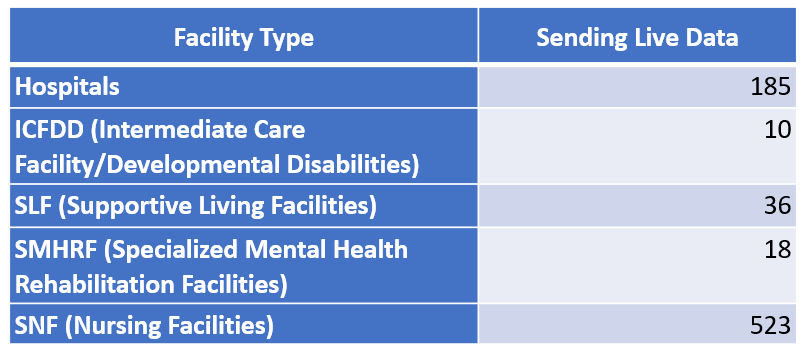 Facility Type Sending Live Data
Hospitals 185
ICFDD (Intermediate Care 10
Facility/Developmental Disabilities)
SLF (Supportive Living Facilities) 36
SMHRF (Specialized Mental Health 18
Rehabilitation Facilities)
SNF (Nursing Facilities) 523